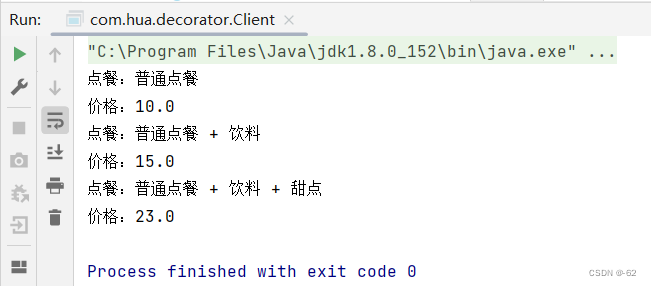 Run: com.hua.decorator.Client
"C:\Program Files\Java\jdk1.8.0_152\bin\java.exe" ...
点餐：普通点餐
价格：10.0
点餐：普通点餐 + 饮料
价格：15.0
点餐：普通点餐 + 饮料 + 甜点
价格：23.0
Process finished with exit code 0
CSDN @-62